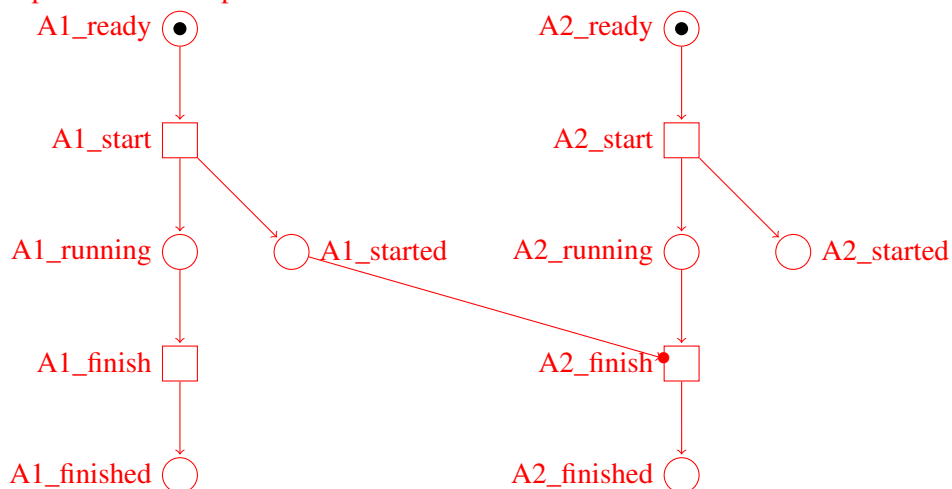 A1_ready
A2_ready
A1_start
A2_start
A1_running
A1_started
A2_running
A2_started
A1_finish
A2_finish
A1_finished
A2_finished